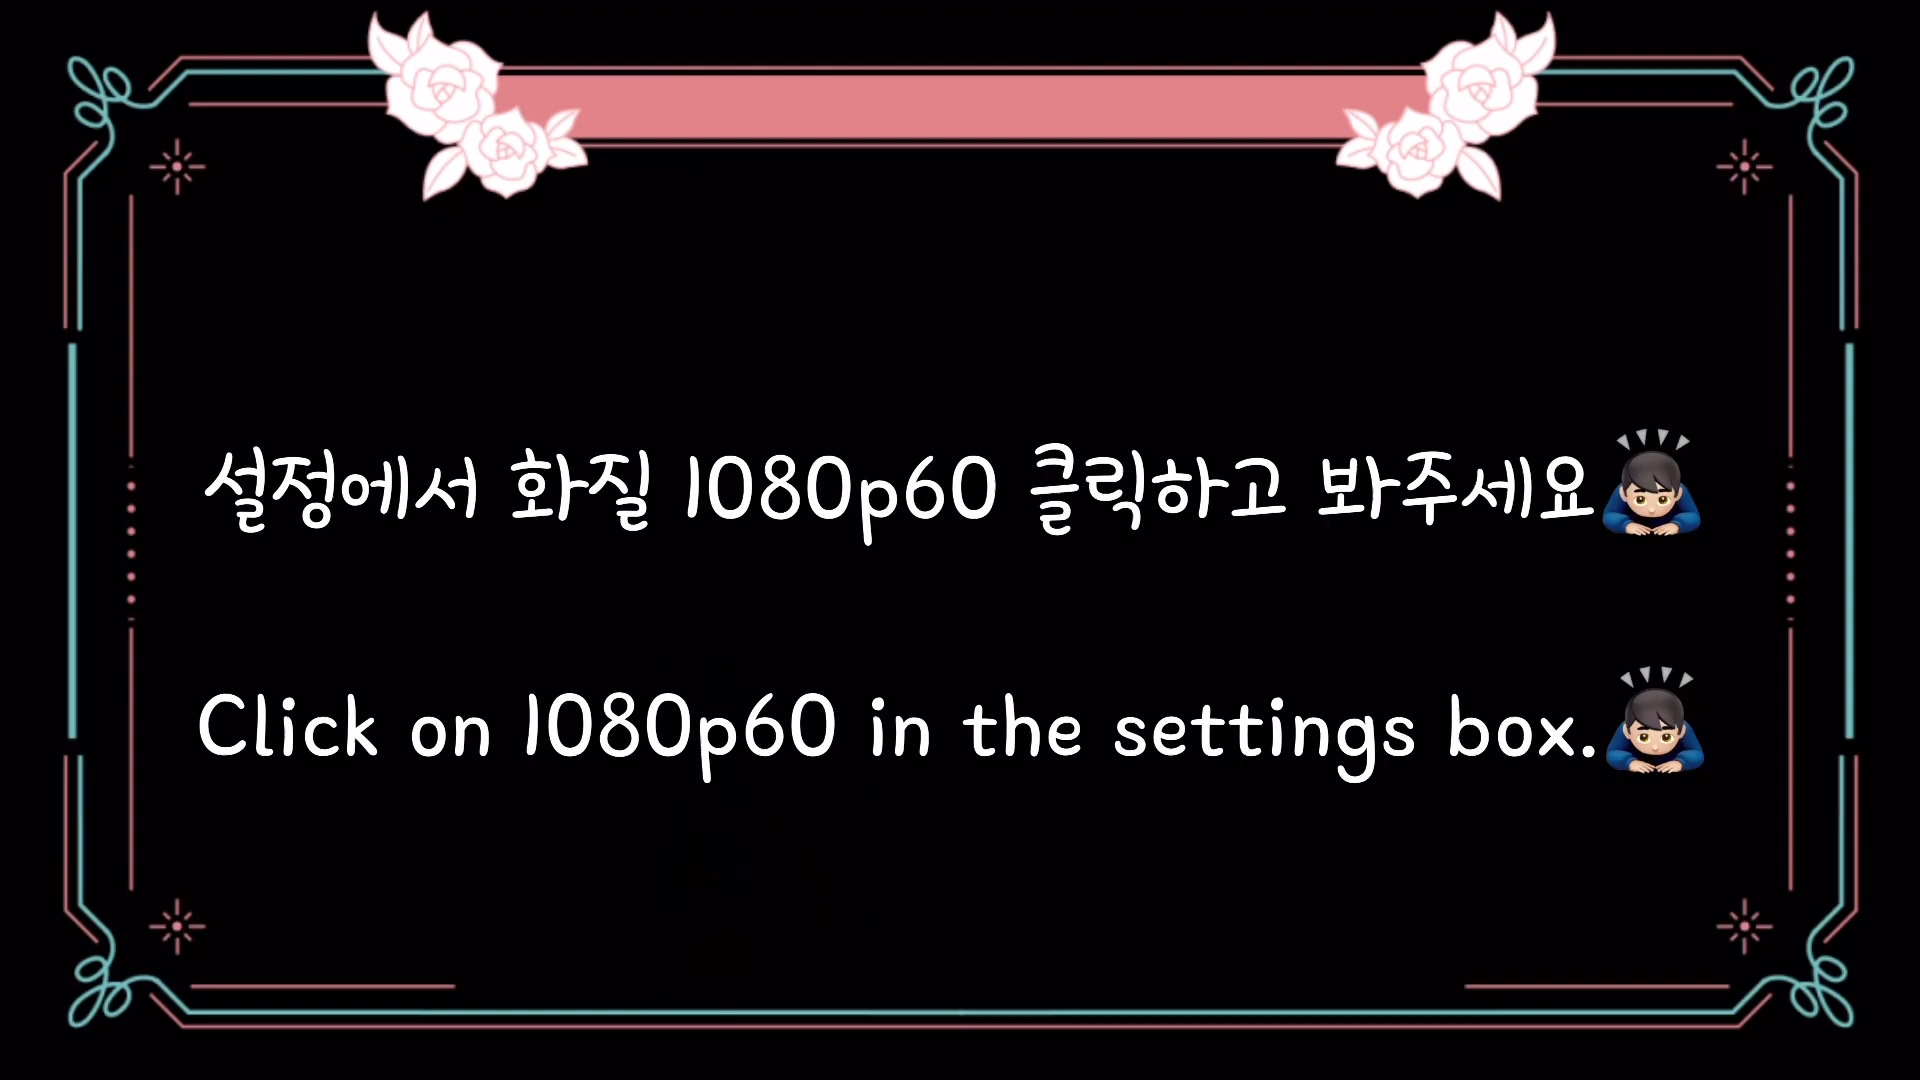 설정에서 화질 1080p60 클릭하고 봐주세요🙇🏻‍♂️
Click on 1080p60 in the settings box.🙇🏻‍♂️